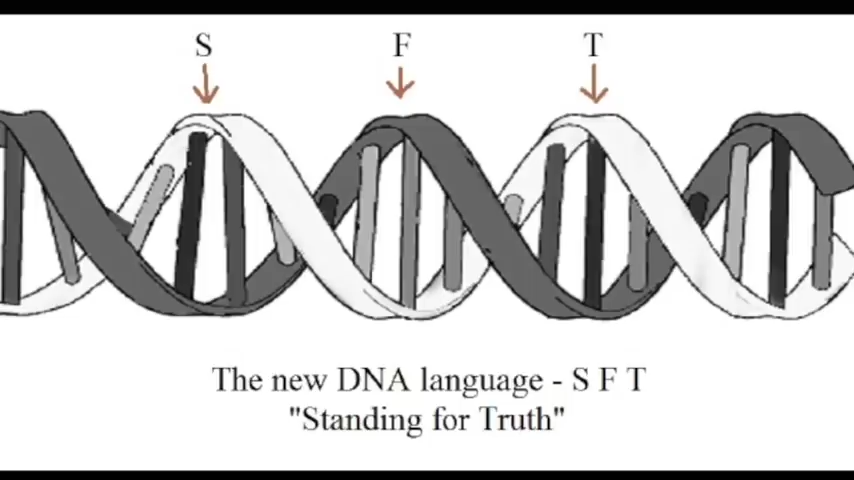 S F T
The new DNA language - S F T
"Standing for Truth"